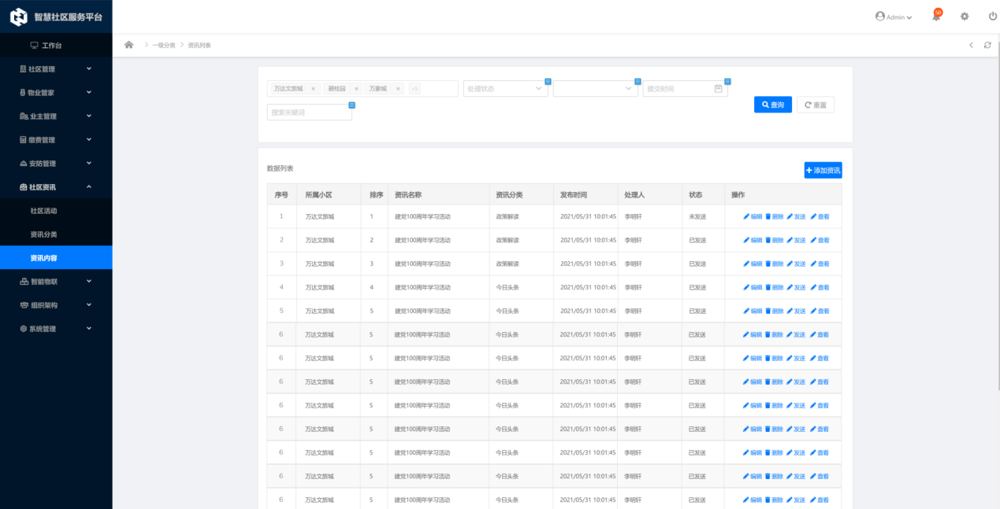 智慧社区服务平台
Admin
50
工作台
一级分类 资讯列表
社区管理
物业管家
业主管理
缴费管理
安防管理
社区资讯
社区活动
资讯分类
资讯内容
智能物联
组织架构
系统管理
万达文旅城 × 碧桂园 × 万象城 × +5 处理状态 提交时间
搜索关键词
查询 重置
数据列表
+ 添加资讯
序号 所属小区 排序 资讯名称 资讯分类 发布时间 处理人 状态 操作
1 万达文旅城 1 建党100周年学习活动 政策解读 2021/05/31 10:01:45 李明轩 未发送 编辑 删除 发送 查看
2 万达文旅城 2 建党100周年学习活动 政策解读 2021/05/31 10:01:45 李明轩 已发送 编辑 删除 发送 查看
3 万达文旅城 3 建党100周年学习活动 政策解读 2021/05/31 10:01:45 李明轩 已发送 编辑 删除 发送 查看
4 万达文旅城 4 建党100周年学习活动 今日头条 2021/05/31 10:01:45 李明轩 已发送 编辑 删除 发送 查看
5 万达文旅城 5 建党100周年学习活动 今日头条 2021/05/31 10:01:45 李明轩 已发送 编辑 删除 发送 查看
6 万达文旅城 5 建党100周年学习活动 今日头条 2021/05/31 10:01:45 李明轩 已发送 编辑 删除 发送 查看
6 万达文旅城 5 建党100周年学习活动 今日头条 2021/05/31 10:01:45 李明轩 已发送 编辑 删除 发送 查看
6 万达文旅城 5 建党100周年学习活动 今日头条 2021/05/31 10:01:45 李明轩 已发送 编辑 删除 发送 查看
6 万达文旅城 5 建党100周年学习活动 今日头条 2021/05/31 10:01:45 李明轩 已发送 编辑 删除 发送 查看
6 万达文旅城 5 建党100周年学习活动 今日头条 2021/05/31 10:01:45 李明轩 已发送 编辑 删除 发送 查看
6 万达文旅城 5 建党100周年学习活动 今日头条 2021/05/31 10:01:45 李明轩 已发送 编辑 删除 发送 查看
6 万达文旅城 5 建党100周年学习活动 今日头条 2021/05/31 10:01:45 李明轩 已发送 编辑 删除 发送 查看
6 万达文旅城 5 建党100周年学习活动 今日头条 2021/05/31 10:01:45 李明轩 已发送 编辑 删除 发送 查看